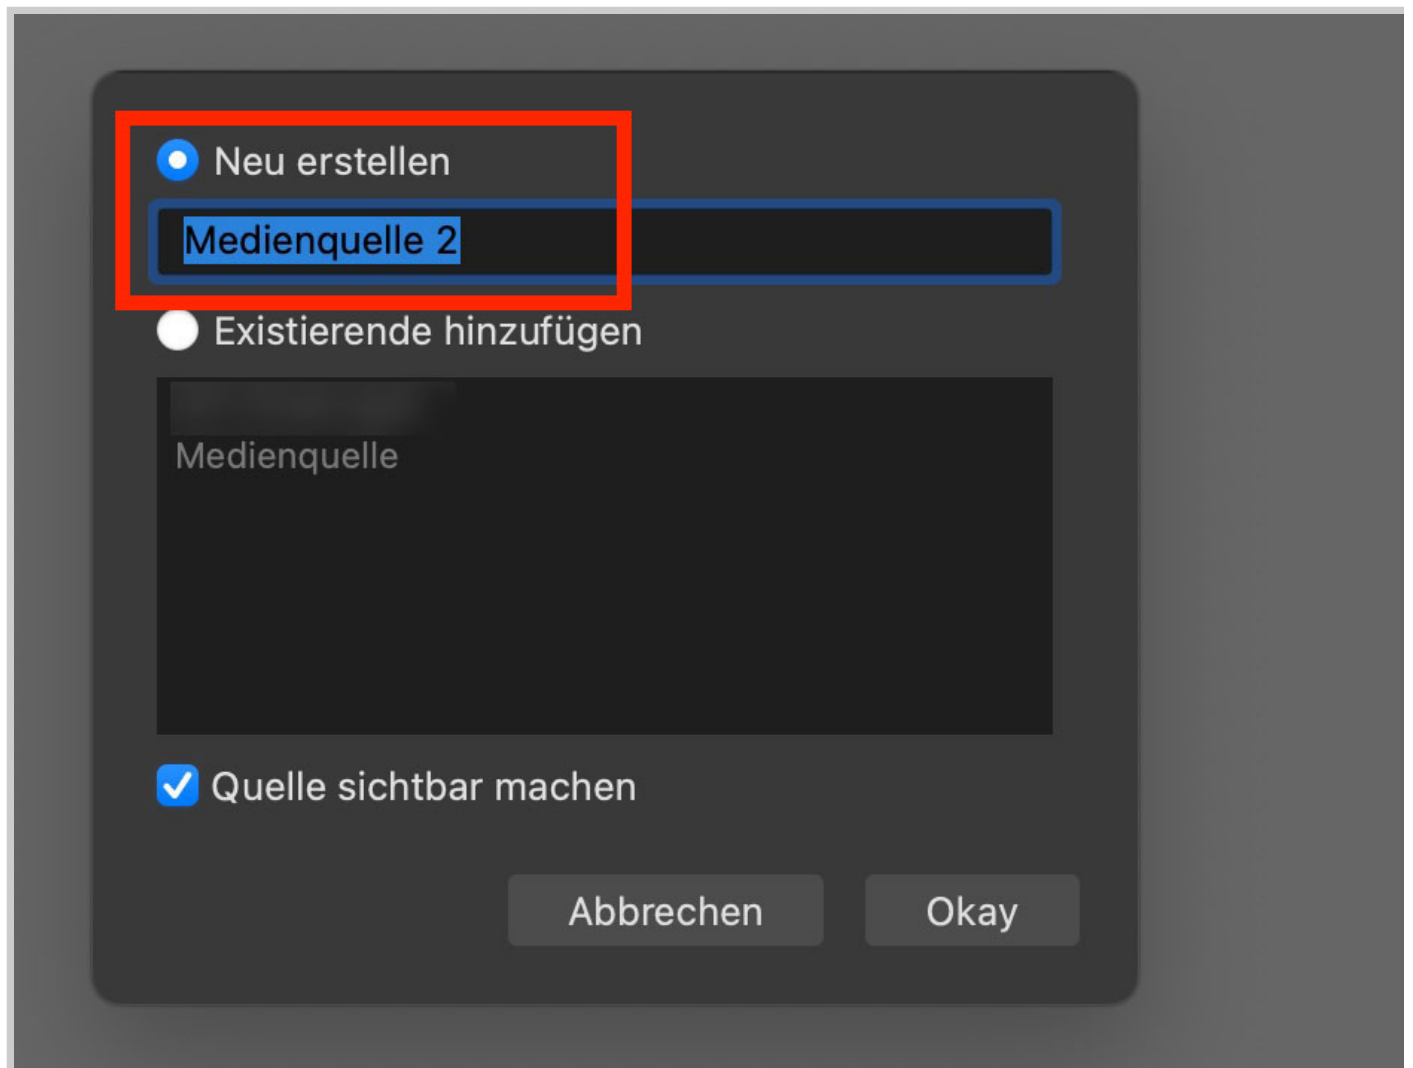 Neu erstellen
Medienquelle 2
Existierende hinzufügen
Medienquelle
Quelle sichtbar machen
Abbrechen
Okay